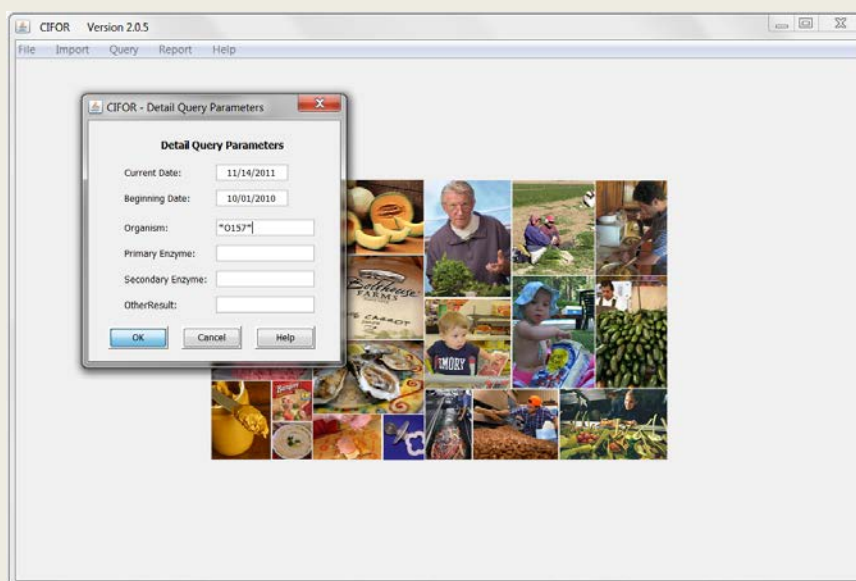 CIFOR Version 2.0.5
File Import Query Report Help
CIFOR - Detail Query Parameters
Detail Query Parameters
Current Date: 11/14/2011
Beginning Date: 10/01/2010
Organism: *O157*
Primary Enzyme:
Secondary Enzyme:
OtherResult:
OK Cancel Help
Bolthouse
FARMS
CARROT
EMORY